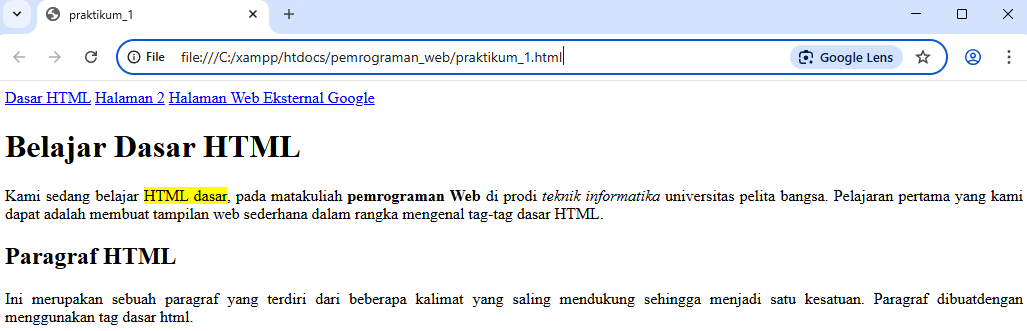 praktikum_1
File file:///C:/xampp/htdocs/pemrograman_web/praktikum_1.html Google Lens
Dasar HTML Halaman 2 Halaman Web Eksternal Google
Belajar Dasar HTML
Kami sedang belajar HTML dasar, pada matakuliah pemrograman Web di prodi teknik informatika universitas pelita bangsa. Pelajaran pertama yang kami
dapat adalah membuat tampilan web sederhana dalam rangka mengenal tag-tag dasar HTML.
Paragraf HTML
Ini merupakan sebuah paragraf yang terdiri dari beberapa kalimat yang saling mendukung sehingga menjadi satu kesatuan. Paragraf dibuatdengan
menggunakan tag dasar html.